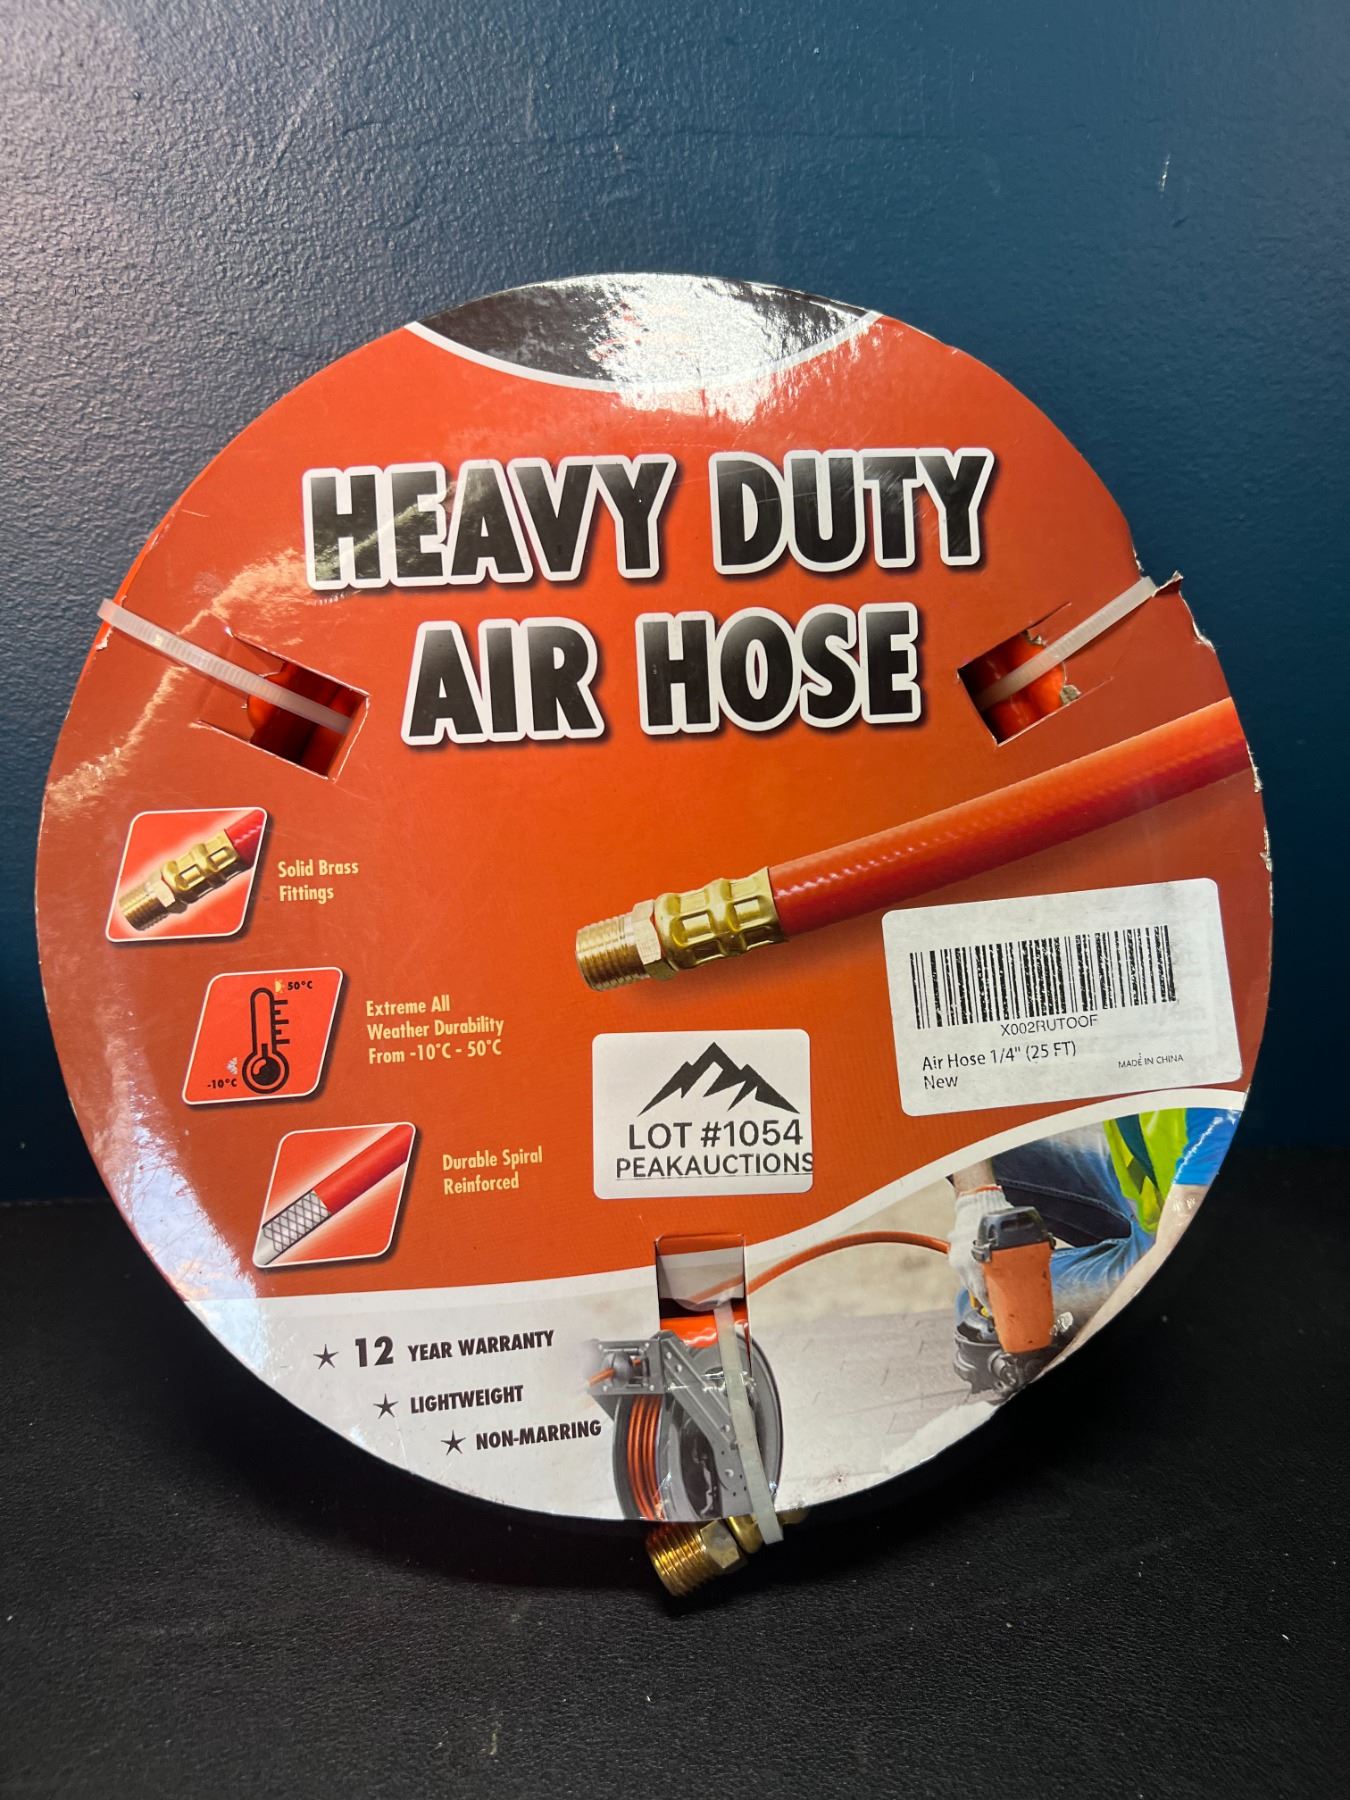 HEAVY DUTY
AIR HOSE
Solid Brass
Fittings
50°C
-10°C
Extreme All
Weather Durability
From -10°C - 50°C
Durable Spiral
Reinforced
X002RUTOOF
Air Hose 1/4" (25 FT)
New
MADE IN CHINA
LOT #1054
PEAKAUCTIONS
★ 12 YEAR WARRANTY
★ LIGHTWEIGHT
★ NON-MARRING